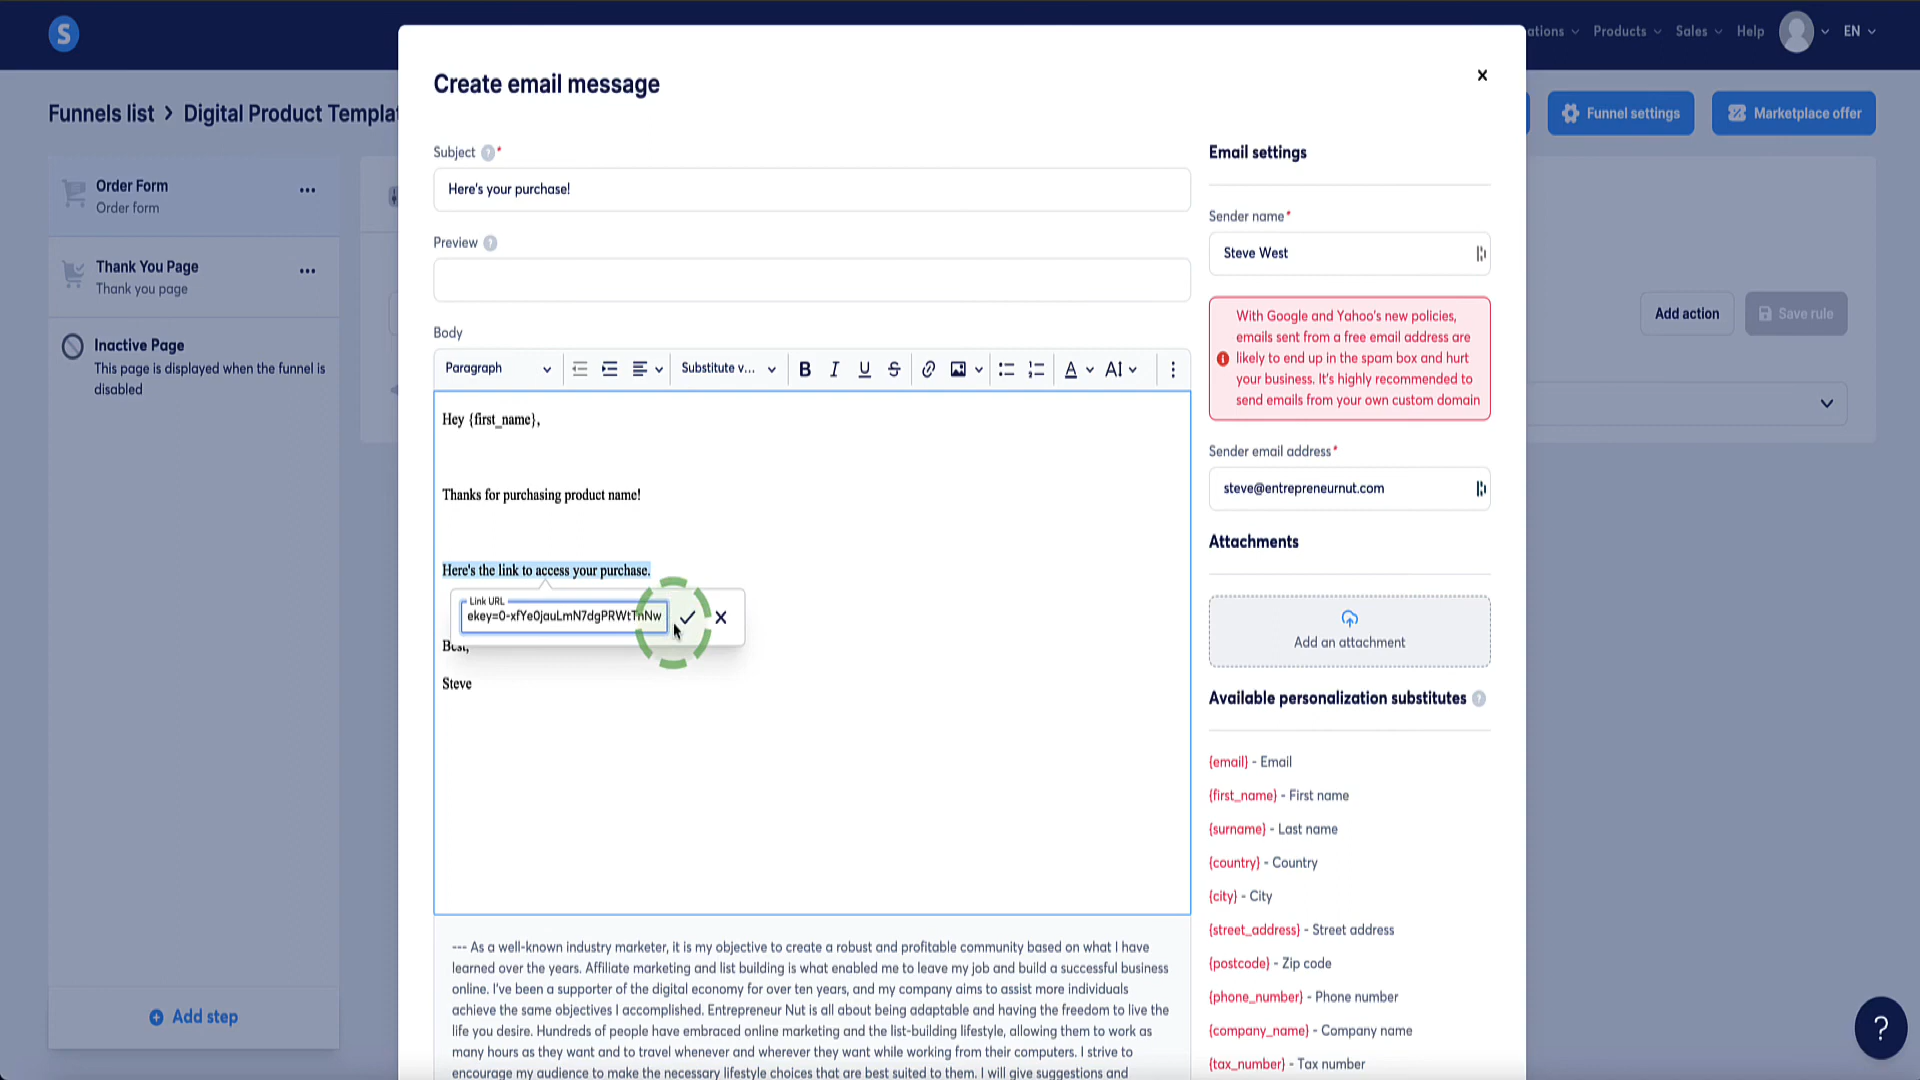 S
ations
Products
Sales
Help
EN
Funnels list > Digital Product Templat
Funnel settings
Marketplace offer
Order Form
Order form
Thank You Page
Thank you page
Inactive Page
This page is displayed when the funnel is
disabled
Add step
Add action
Save rule
Create email message
Subject ? *
Here's your purchase!
Preview ?
Body
Paragraph
Substitute v...
B I U S
A AI
Hey {first_name},
Thanks for purchasing product name!
Here's the link to access your purchase.
Link URL
ekey=0-xfYe0jauLmN7dgPRWtTnNw
Best,
Steve
--- As a well-known industry marketer, it is my objective to create a robust and profitable community based on what I have
learned over the years. Affiliate marketing and list building is what enabled me to leave my job and build a successful business
online. I've been a supporter of the digital economy for over ten years, and my company aims to assist more individuals
achieve the same objectives I accomplished. Entrepreneur Nut is all about being adaptable and having the freedom to live the
life you desire. Hundreds of people have embraced online marketing and the list-building lifestyle, allowing them to work as
many hours as they want and to travel whenever and wherever they want while working from their computers. I strive to
encourage my audience to make the necessary lifestyle choices that are best suited to them. I will give suggestions and
Email settings
Sender name*
Steve West
With Google and Yahoo's new policies,
emails sent from a free email address are
likely to end up in the spam box and hurt
your business. It's highly recommended to
send emails from your own custom domain
Sender email address*
steve@entrepreneurnut.com
Attachments
Add an attachment
Available personalization substitutes ?
{email} - Email
{first_name} - First name
{surname} - Last name
{country} - Country
{city} - City
{street_address} - Street address
{postcode} - Zip code
{phone_number} - Phone number
{company_name} - Company name
{tax_number} - Tax number
?